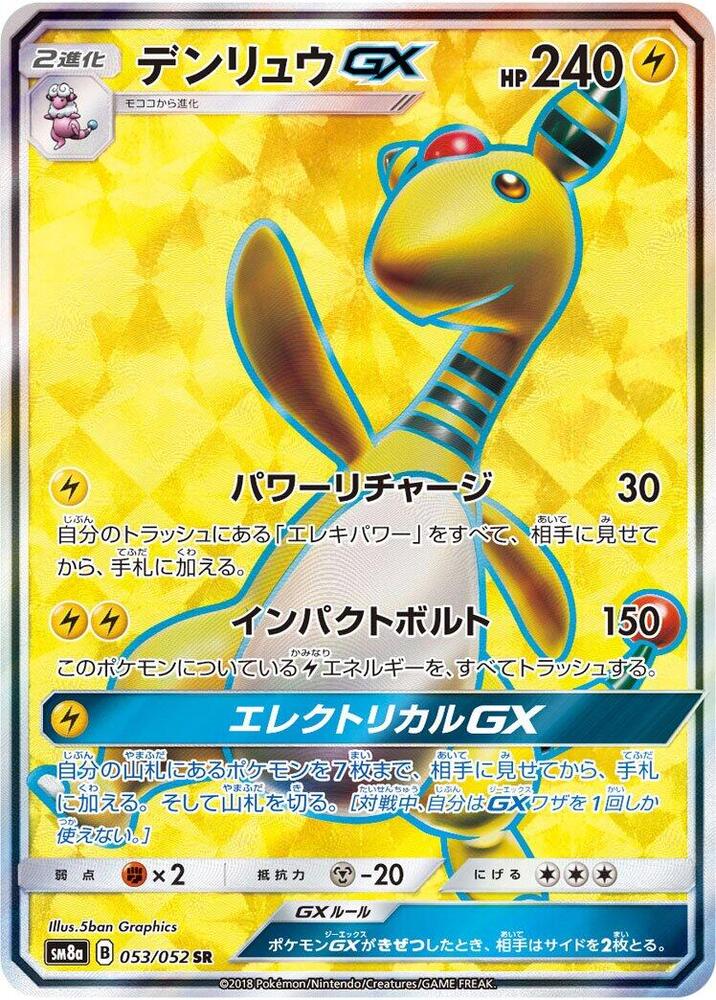 2進化
デンリュウGX
HP240
モココから進化
パワーリチャージ 30
自分のトラッシュにある「エレキパワー」をすべて、相手に見せて
から、手札に加える。
インパクトボルト 150
このポケモンについているエネルギーを、すべてトラッシュする。
エレクトリカルGX
自分の山札にあるポケモンを7枚まで、相手に見せてから、手札
に加える。そして山札を切る。[対戦中、自分はGXワザを1回しか
使えない。]
弱点 ×2 抵抗力 -20 にげる
GXルール
ポケモンGXがきぜつしたとき、相手はサイドを2枚とる。
Illus.5ban Graphics
sm8a B 053/052 SR
©2018 Pokémon/Nintendo/Creatures/GAME FREAK.